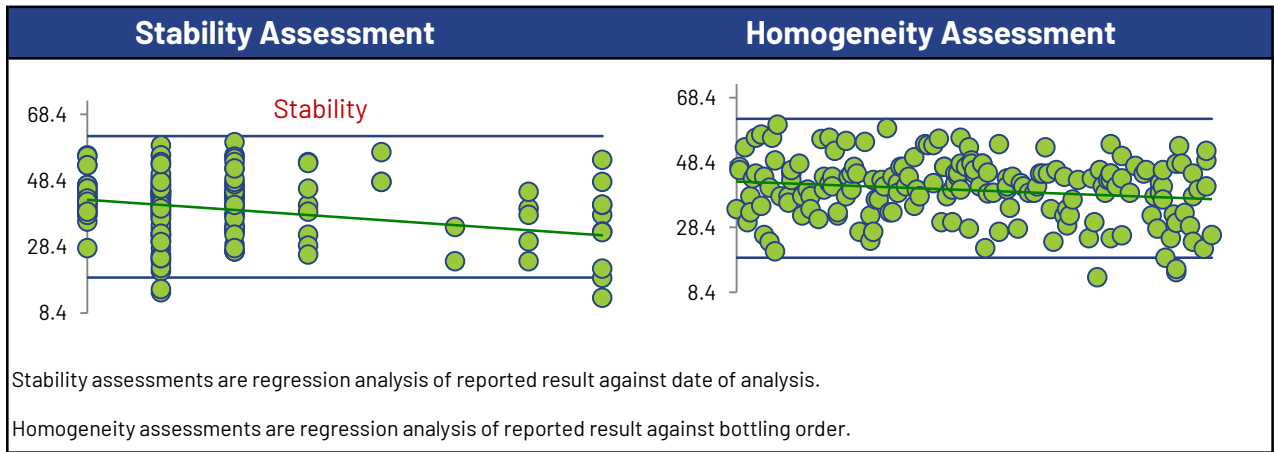 Stability Assessment
Homogeneity Assessment
Stability
68.4
48.4
28.4
8.4
68.4
48.4
28.4
8.4
Stability assessments are regression analysis of reported result against date of analysis.
Homogeneity assessments are regression analysis of reported result against bottling order.